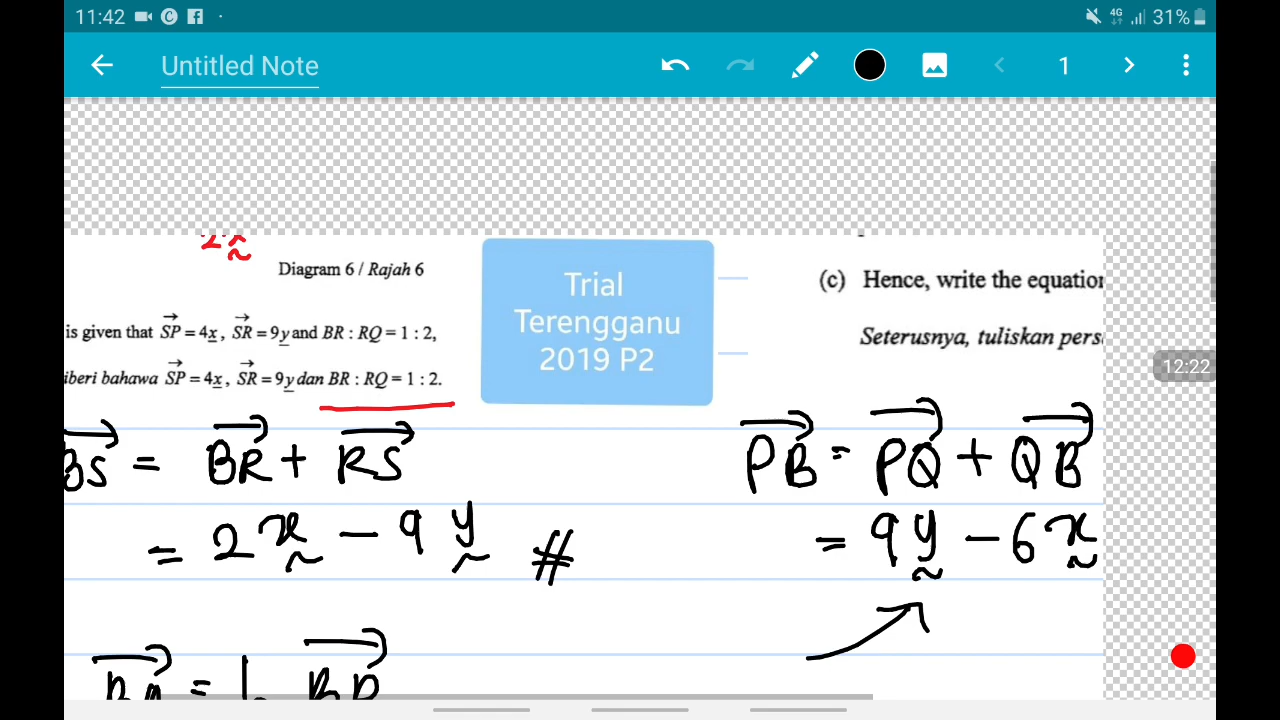 11:42 4G 31%
Untitled Note 1
2x
Diagram 6 / Rajah 6
is given that SP = 4x, SR = 9y and BR : RQ = 1 : 2,
iberi bahawa SP = 4x, SR = 9y dan BR : RQ = 1 : 2.
Trial
Terengganu
2019 P2
(c) Hence, write the equation
Seterusnya, tuliskan pers
12:22
BS = BR + RS
= 2x - 9y #
PB = PQ + QB
= 9y - 6x